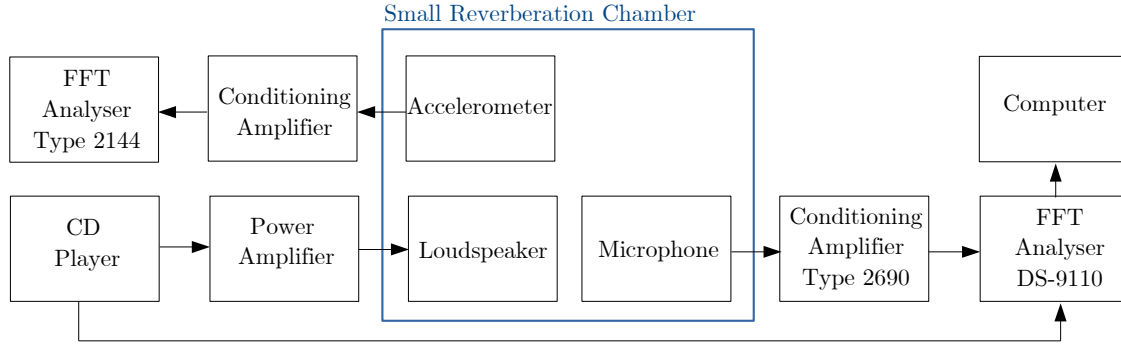 Small Reverberation Chamber
FFT
Analyser
Type 2144
Conditioning
Amplifier
Accelerometer
Computer
CD
Player
Power
Amplifier
Loudspeaker
Microphone
Conditioning
Amplifier
Type 2690
FFT
Analyser
DS-9110